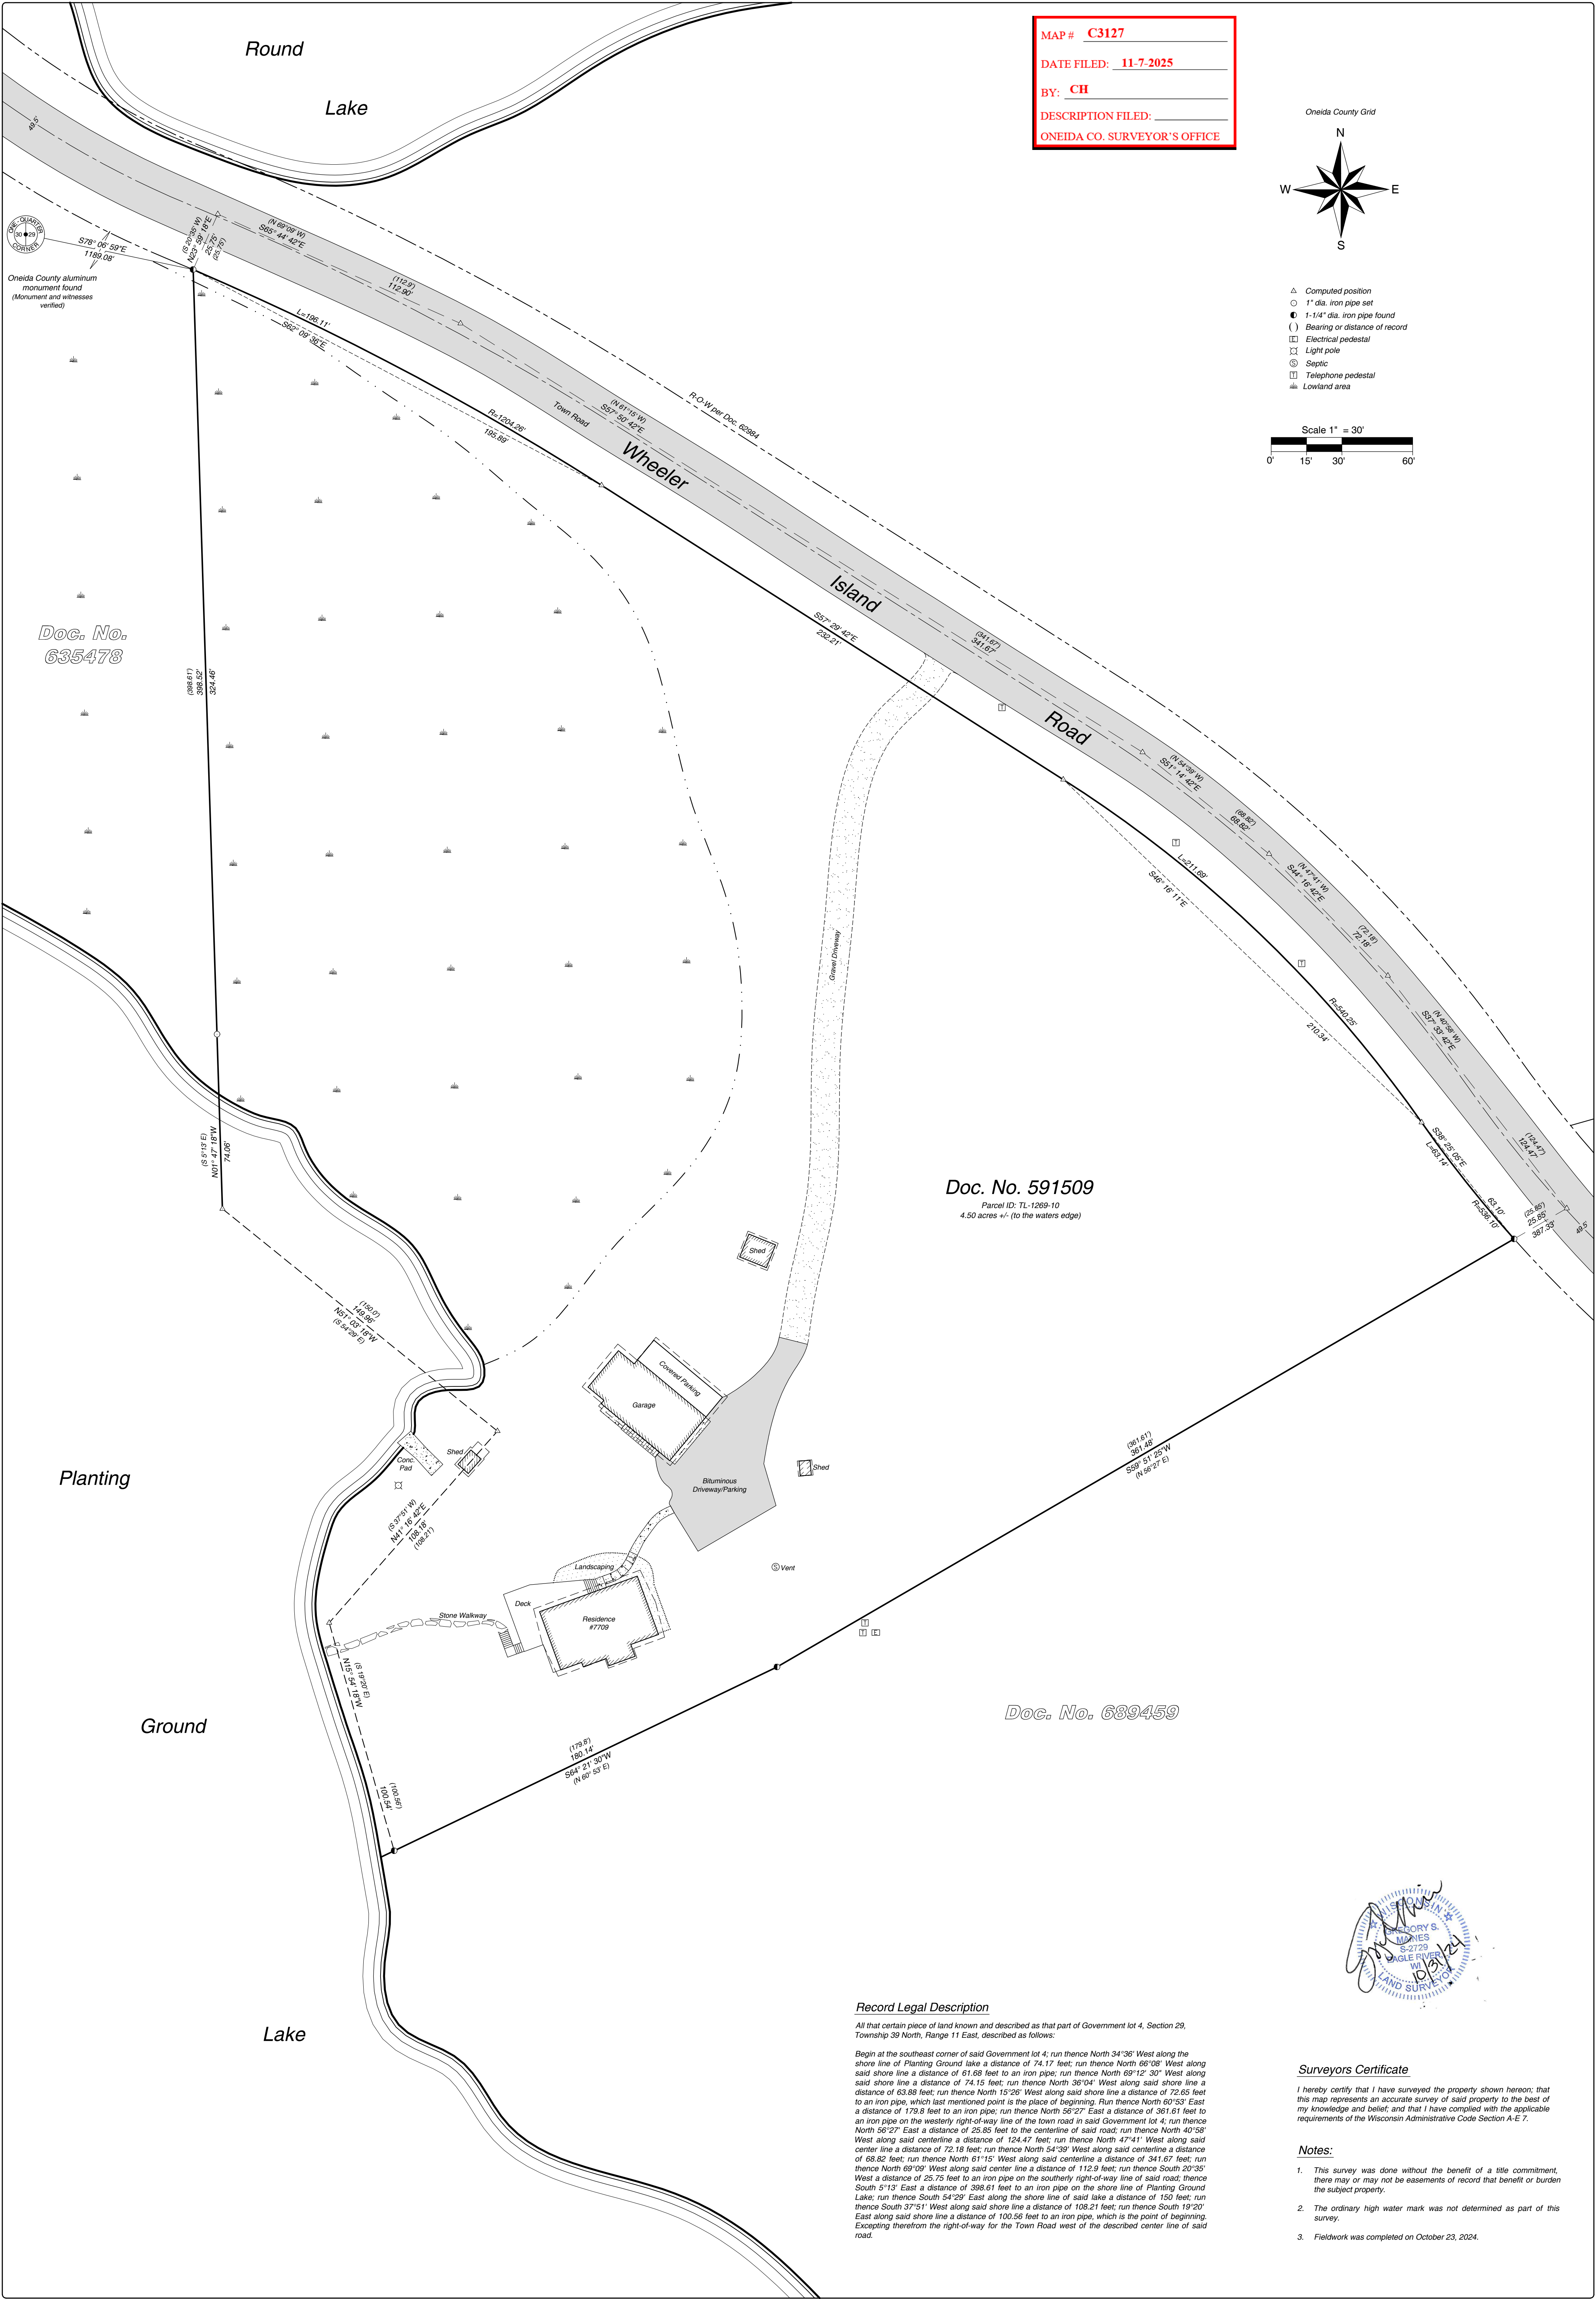 Round
Lake
MAP # C3127
DATE FILED: 11-7-2025
BY: CH
DESCRIPTION FILED:
ONEIDA CO. SURVEYOR'S OFFICE
Oneida County Grid
N
W E
S
△ Computed position
○ 1" dia. iron pipe set
◐ 1-1/4" dia. iron pipe found
( ) Bearing or distance of record
E Electrical pedestal
Light pole
S Septic
T Telephone pedestal
Lowland area
Scale 1" = 30'
0' 15' 30' 60'
49.5'
ONE-QUARTER
30 29
CORNER
S78° 06' 59"E
1189.08'
Oneida County aluminum
monument found
(Monument and witnesses
verified)
(S 20°35' W)
N23° 59' 18"E
25.75'
(25.75')
(N 69°09' W)
S65° 44' 42"E
(112.9')
112.90'
L=196.11'
S62° 09' 36"E
R=1204.26'
195.89'
Town Road
(N 61°15' W)
S57° 50' 42"E
R-O-W per Doc. 62984
Wheeler
Island
Road
S57° 29' 42"E
232.21'
(341.67')
341.67'
T
(N 54°39' W)
S51° 14' 42"E
(68.82')
68.82'
(N 47°41' W)
S44° 16' 42"E
(72.18')
72.18'
(N 40°58' W)
S37° 33' 42"E
(124.47')
124.47'
T
L=211.69'
S46° 16' 11"E
T
R=540.25'
210.34'
S38° 25' 05"E
L=63.14'
63.10'
R=536.10'
(25.85')
25.85'
387.33'
49.5'
Doc. No.
635478
(398.61')
398.52'
324.46'
Gravel Driveway
(S 5°13' E)
N01° 47' 18"W
74.06'
Doc. No. 591509
Parcel ID: TL-1269-10
4.50 acres +/- (to the waters edge)
Shed
(150.0')
149.96'
N51° 03' 18"W
(S 54°29' E)
Covered Parking
Garage
Shed
Conc.
Pad
Shed
Bituminous
Driveway/Parking
(361.61')
361.48'
S59° 51' 25"W
(N 56°27' E)
Planting
(S 37°51' W)
N41° 16' 42"E
108.18'
(108.21')
S Vent
Landscaping
Deck
Stone Walkway
Residence
#7709
T
T E
(S 19°20' E)
N15° 54' 18"W
(100.56')
100.54'
(179.8')
180.14'
S64° 21' 30"W
(N 60° 53' E)
Ground
Doc. No. 689459
Lake
WISCONSIN
GREGORY S.
MAINES
S-2729
EAGLE RIVER,
WI
10/31/24
LAND SURVEYOR
Record Legal Description
All that certain piece of land known and described as that part of Government lot 4, Section 29,
Township 39 North, Range 11 East, described as follows:
Begin at the southeast corner of said Government lot 4; run thence North 34°36' West along the
shore line of Planting Ground lake a distance of 74.17 feet; run thence North 66°08' West along
said shore line a distance of 61.68 feet to an iron pipe; run thence North 69°12' 30" West along
said shore line a distance of 74.15 feet; run thence North 36°04' West along said shore line a
distance of 63.88 feet; run thence North 15°26' West along said shore line a distance of 72.65 feet
to an iron pipe, which last mentioned point is the place of beginning. Run thence North 60°53' East
a distance of 179.8 feet to an iron pipe; run thence North 56°27' East a distance of 361.61 feet to
an iron pipe on the westerly right-of-way line of the town road in said Government lot 4; run thence
North 56°27' East a distance of 25.85 feet to the centerline of said road; run thence North 40°58'
West along said centerline a distance of 124.47 feet; run thence North 47°41' West along said
center line a distance of 72.18 feet; run thence North 54°39' West along said centerline a distance
of 68.82 feet; run thence North 61°15' West along said centerline a distance of 341.67 feet; run
thence North 69°09' West along said center line a distance of 112.9 feet; run thence South 20°35'
West a distance of 25.75 feet to an iron pipe on the southerly right-of-way line of said road; thence
South 5°13' East a distance of 398.61 feet to an iron pipe on the shore line of Planting Ground
Lake; run thence South 54°29' East along the shore line of said lake a distance of 150 feet; run
thence South 37°51' West along said shore line a distance of 108.21 feet; run thence South 19°20'
East along said shore line a distance of 100.56 feet to an iron pipe, which is the point of beginning.
Excepting therefrom the right-of-way for the Town Road west of the described center line of said
road.
Surveyors Certificate
I hereby certify that I have surveyed the property shown hereon; that
this map represents an accurate survey of said property to the best of
my knowledge and belief; and that I have complied with the applicable
requirements of the Wisconsin Administrative Code Section A-E 7.
Notes:
1. This survey was done without the benefit of a title commitment,
there may or may not be easements of record that benefit or burden
the subject property.
2. The ordinary high water mark was not determined as part of this
survey.
3. Fieldwork was completed on October 23, 2024.